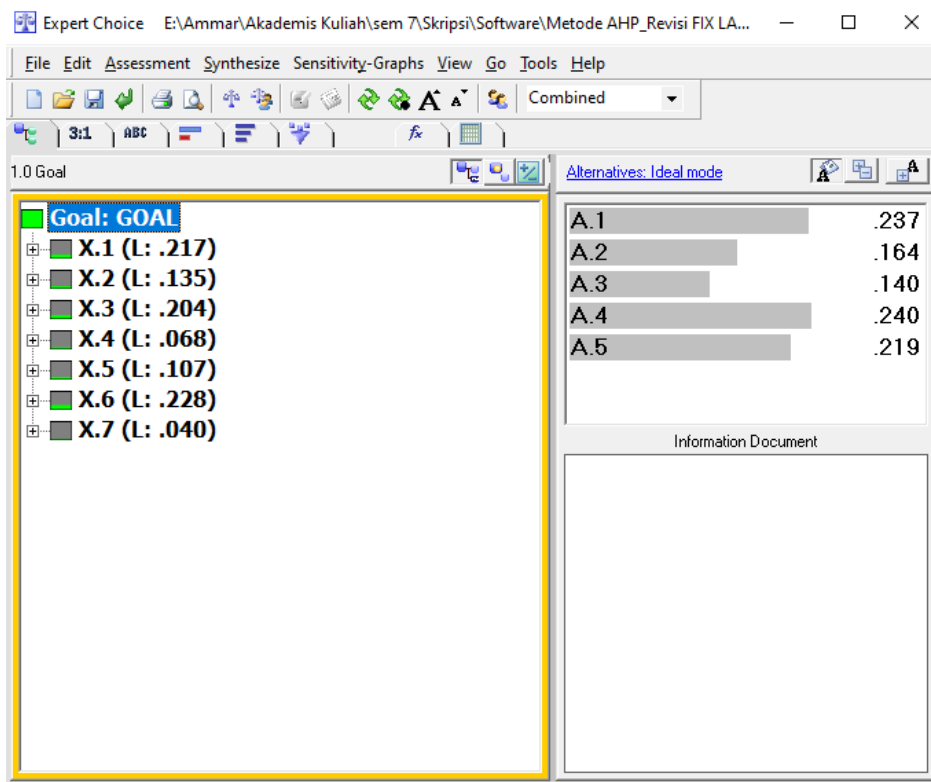 Expert Choice E:\Ammar\Akademis Kuliah\sem 7\Skripsi\Software\Metode AHP_Revisi FIX LA...
File Edit Assessment Synthesize Sensitivity-Graphs View Go Tools Help
A A Combined
3:1 ABC fx
1.0 Goal
Goal: GOAL
X.1 (L: .217)
X.2 (L: .135)
X.3 (L: .204)
X.4 (L: .068)
X.5 (L: .107)
X.6 (L: .228)
X.7 (L: .040)
Alternatives: Ideal mode A A
A.1 .237
A.2 .164
A.3 .140
A.4 .240
A.5 .219
Information Document